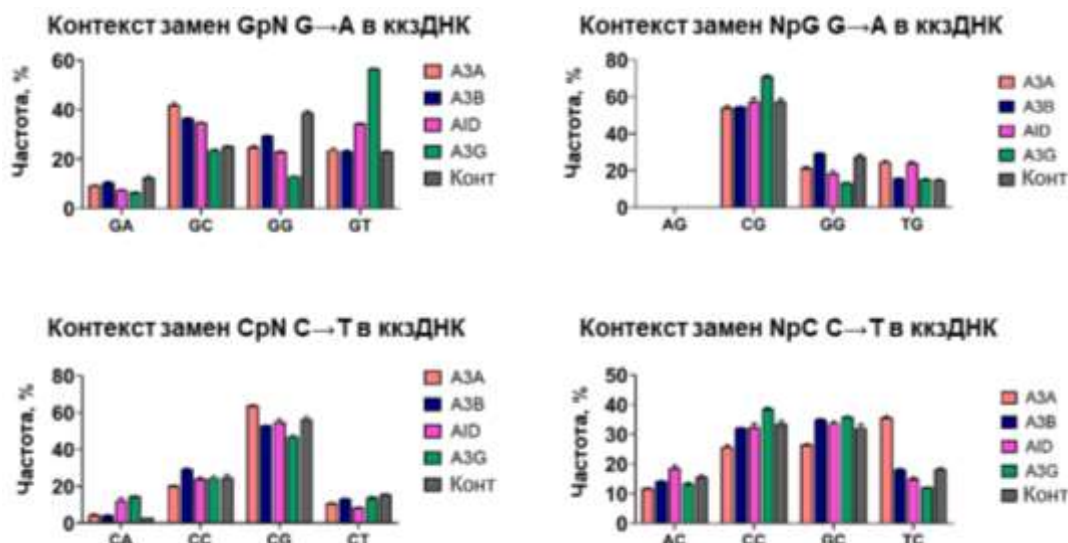 Контекст замен GpN G→A в ккзДНК
Частота, %
60
40
20
0
GA GC GG GT
A3A
A3B
AID
A3G
Конт
Контекст замен NpG G→A в ккзДНК
Частота, %
80
60
40
20
0
AG CG GG TG
A3A
A3B
AID
A3G
Конт
Контекст замен CpN C→T в ккзДНК
Частота, %
80
60
40
20
0
CA CC CG CT
A3A
A3B
AID
A3G
Конт
Контекст замен NpC C→T в ккзДНК
Частота, %
50
40
30
20
10
0
AC CC GC TC
A3A
A3B
AID
A3G
Конт